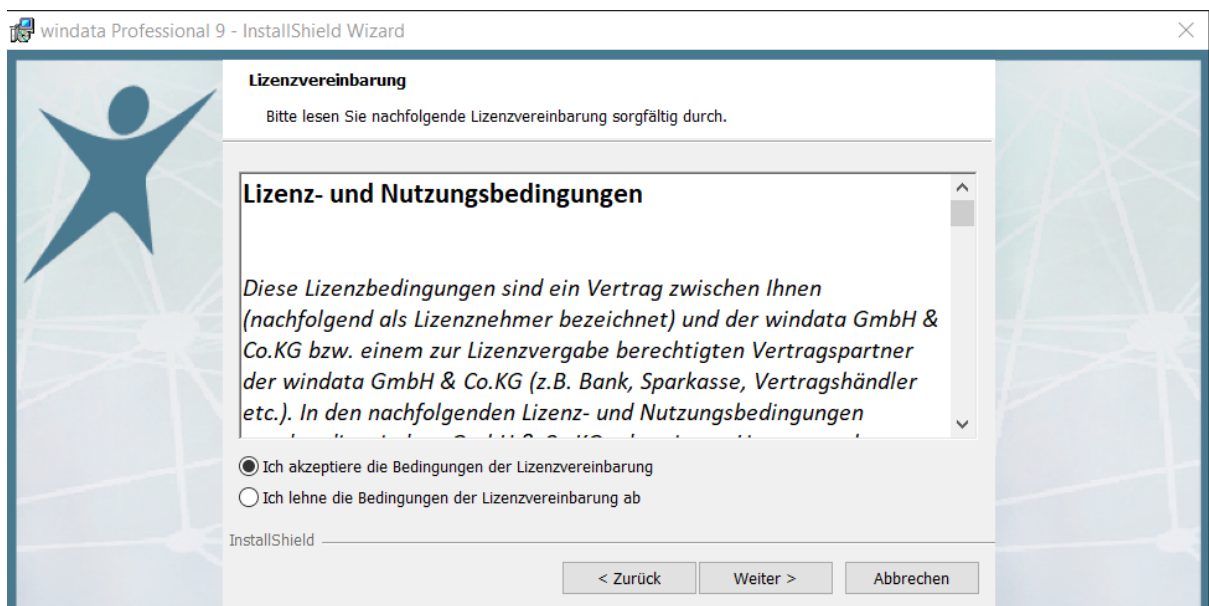 windata Professional 9 - InstallShield Wizard
Lizenzvereinbarung
Bitte lesen Sie nachfolgende Lizenzvereinbarung sorgfältig durch.
Lizenz- und Nutzungsbedingungen
Diese Lizenzbedingungen sind ein Vertrag zwischen Ihnen
(nachfolgend als Lizenznehmer bezeichnet) und der windata GmbH &
Co.KG bzw. einem zur Lizenzvergabe berechtigten Vertragspartner
der windata GmbH & Co.KG (z.B. Bank, Sparkasse, Vertragshändler
etc.). In den nachfolgenden Lizenz- und Nutzungsbedingungen
Ich akzeptiere die Bedingungen der Lizenzvereinbarung
Ich lehne die Bedingungen der Lizenzvereinbarung ab
InstallShield
< Zurück
Weiter >
Abbrechen